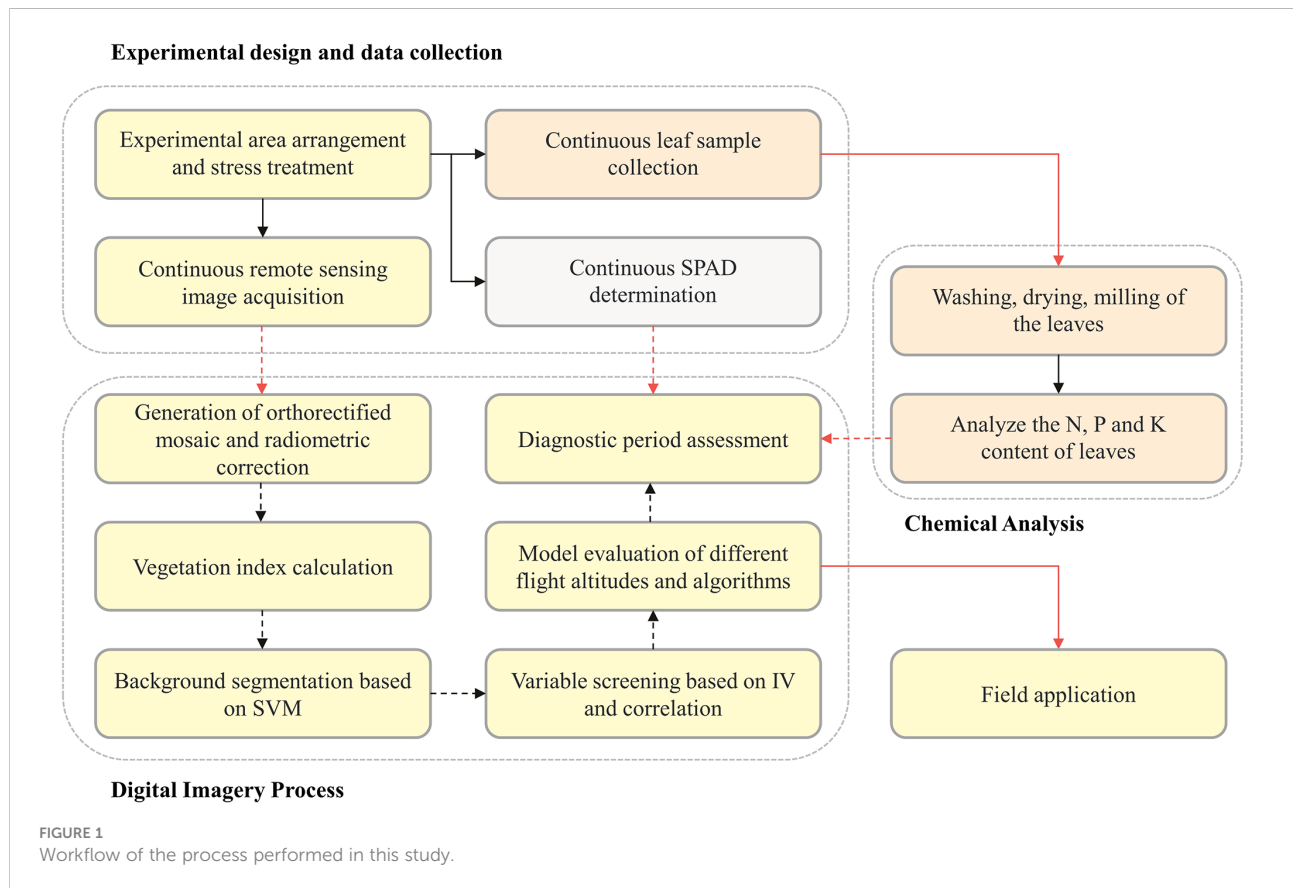 Experimental design and data collection
Experimental area arrangement
and stress treatment
Continuous leaf sample
collection
Continuous remote sensing
image acquisition
Continuous SPAD
determination
Washing, drying, milling of
the leaves
Analyze the N, P and K
content of leaves
Chemical Analysis
Generation of orthorectified
mosaic and radiometric
correction
Diagnostic period assessment
Vegetation index calculation
Model evaluation of different
flight altitudes and algorithms
Background segmentation based
on SVM
Variable screening based on IV
and correlation
Field application
Digital Imagery Process
FIGURE 1
Workflow of the process performed in this study.